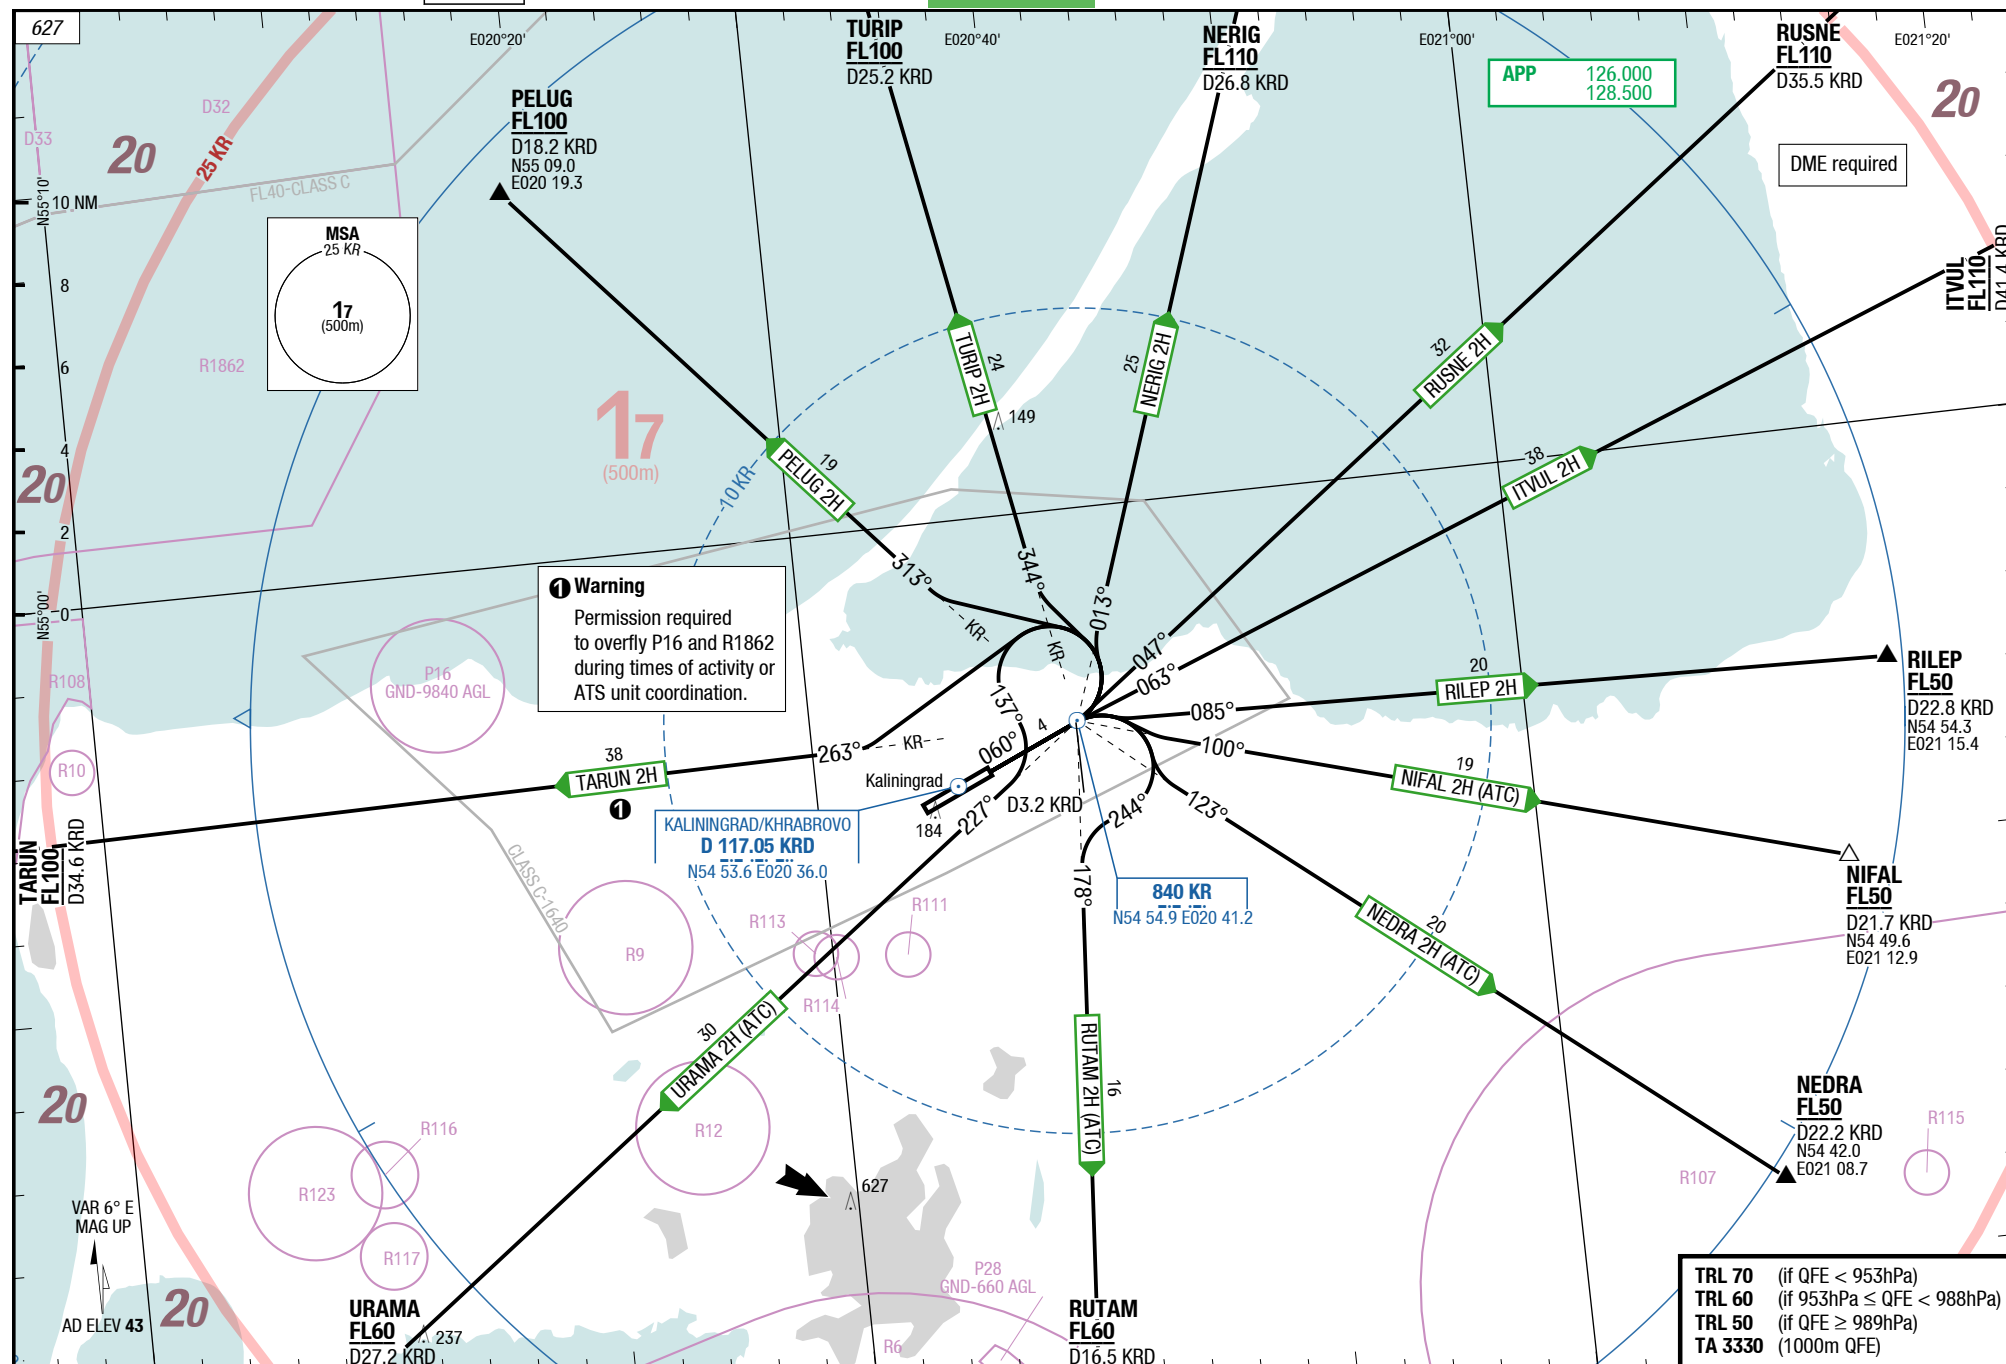 627
E020°20'
E020°40'
E021°00'
E021°20'
TURIP
FL100
D25.2 KRD
NERIG
FL110
D26.8 KRD
RUSNE
FL110
D35.5 KRD
APP 126.000
128.500
20
DME required
PELUG
FL100
D18.2 KRD
N55 09.0
E020 19.3
D32
D33
20
25 KR
FL40-CLASS C
N55°10'
10 NM
8
6
4
2
0
N55°00'
MSA
25 KR
17
(500m)
R1862
17
(500m)
20
ITVUL
FL110
D41.4 KRD
TURIP 2H
24
NERIG 2H
25
RUSNE 2H
32
ITVUL 2H
38
149
PELUG 2H
19
10 KR
313°
344°
013°
047°
063°
KR
KR
1 Warning
Permission required
to overfly P16 and R1862
during times of activity or
ATS unit coordination.
P16
GND-9840 AGL
R108
R10
RILEP 2H
20
085°
RILEP
FL50
D22.8 KRD
N54 54.3
E021 15.4
137°
060°
4
263°
KR
38
TARUN 2H
1
Kaliningrad
184
227°
D3.2 KRD
244°
100°
123°
178°
19
NIFAL 2H (ATC)
NIFAL
FL50
D21.7 KRD
N54 49.6
E021 12.9
TARUN
FL100
D34.6 KRD
KALININGRAD/KHRABROVO
D 117.05 KRD
N54 53.6 E020 36.0
840 KR
N54 54.9 E020 41.2
CLASS C-1640
R9
R113
R114
R111
20
NEDRA 2H (ATC)
30
URAMA 2H (ATC)
RUTAM 2H (ATC)
16
R12
NEDRA
FL50
D22.2 KRD
N54 42.0
E021 08.7
R115
R107
20
R116
R123
R117
627
VAR 6° E
MAG UP
AD ELEV 43
20
P28
GND-660 AGL
R6
URAMA
FL60
D27.2 KRD
237
RUTAM
FL60
D16.5 KRD
TRL 70 (if QFE < 953hPa)
TRL 60 (if 953hPa ≤ QFE < 988hPa)
TRL 50 (if QFE ≥ 989hPa)
TA 3330 (1000m QFE)